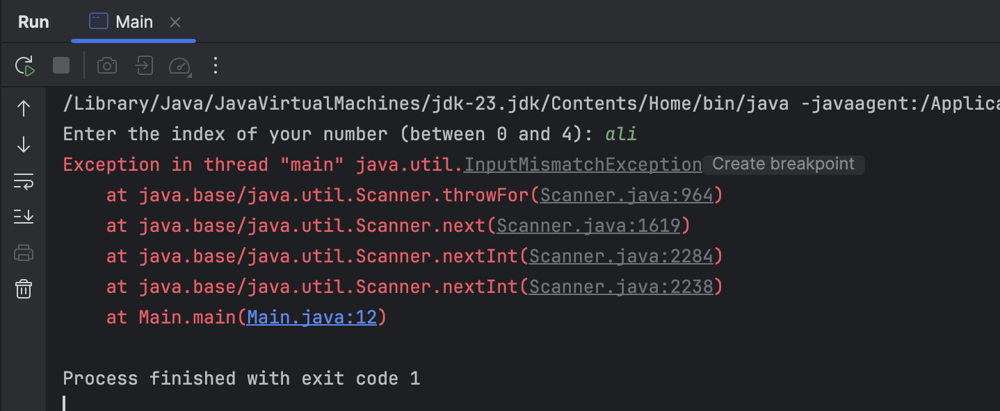 Run Main
/Library/Java/JavaVirtualMachines/jdk-23.jdk/Contents/Home/bin/java -javaagent:/Applica
Enter the index of your number (between 0 and 4): ali
Exception in thread "main" java.util.InputMismatchException Create breakpoint
at java.base/java.util.Scanner.throwFor(Scanner.java:964)
at java.base/java.util.Scanner.next(Scanner.java:1619)
at java.base/java.util.Scanner.nextInt(Scanner.java:2284)
at java.base/java.util.Scanner.nextInt(Scanner.java:2238)
at Main.main(Main.java:12)
Process finished with exit code 1